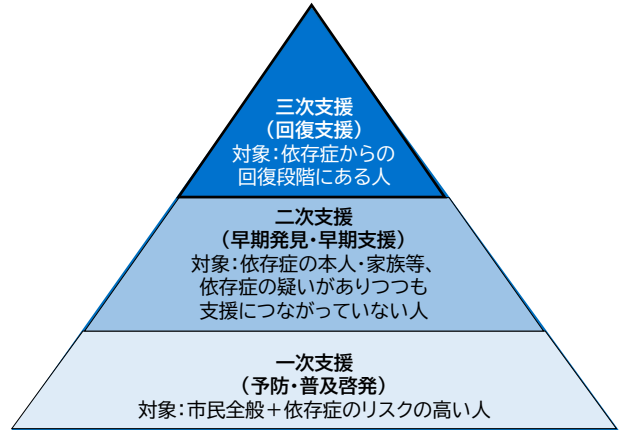 三次支援
（回復支援）
対象：依存症からの
回復段階にある人
二次支援
（早期発見・早期支援）
対象：依存症の本人・家族等、
依存症の疑いがありつつも
支援につながっていない人
一次支援
（予防・普及啓発）
対象：市民全般＋依存症のリスクの高い人